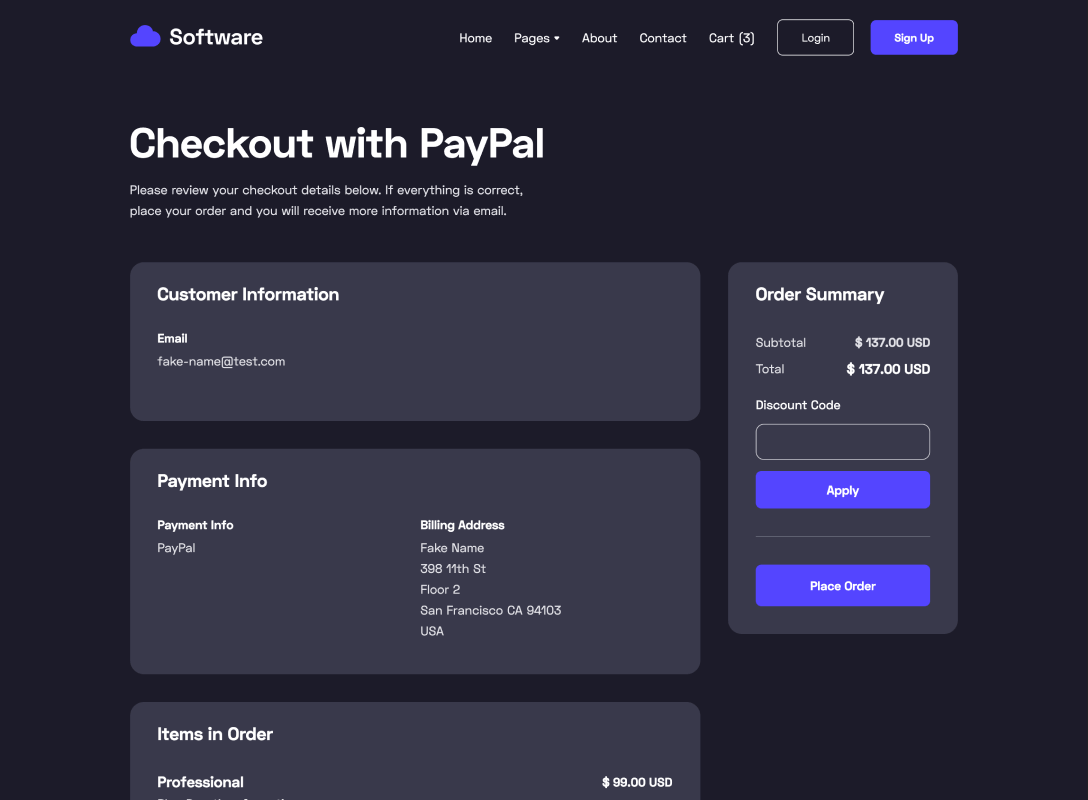 Software
Home Pages About Contact Cart (3) Login Sign Up
Checkout with PayPal
Please review your checkout details below. If everything is correct,
place your order and you will receive more information via email.
Customer Information
Email
fake-name@test.com
Payment Info
Payment Info
PayPal
Billing Address
Fake Name
398 11th St
Floor 2
San Francisco CA 94103
USA
Items in Order
Professional $ 99.00 USD
Order Summary
Subtotal $ 137.00 USD
Total $ 137.00 USD
Discount Code
Apply
Place Order